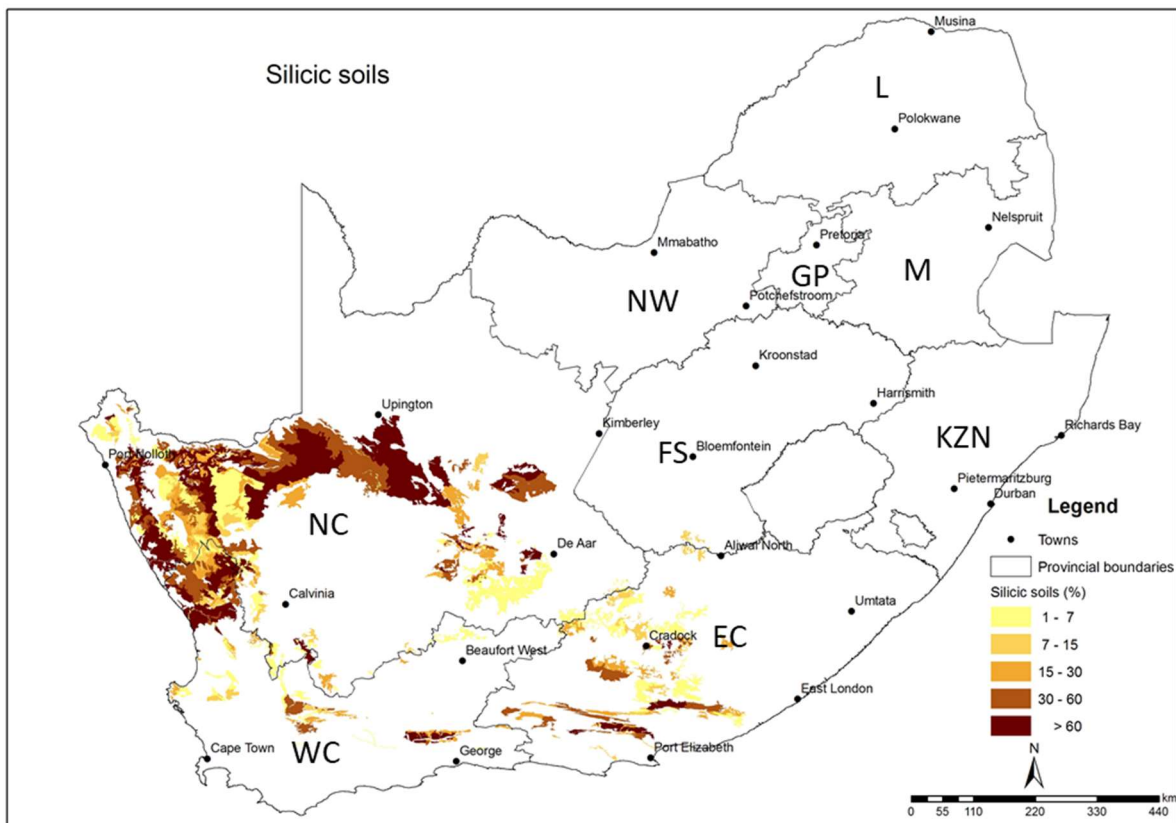 Silicic soils
Musina
L
Polokwane
Nelspruit
Mmabatho
Pretoria
GP
M
NW
Potchefstroom
Kroonstad
Harrismith
Upington
Kimberley
KZN
Richards Bay
FS
Bloemfontein
Port Nolloth
Pietermaritzburg
Durban
NC
De Aar
Aliwal North
Calvinia
Umtata
Cradock
EC
Beaufort West
East London
Cape Town
WC
George
Port Elizabeth
Legend
Towns
Provincial boundaries
Silicic soils (%)
1 - 7
7 - 15
15 - 30
30 - 60
> 60
N
km
0 55 110 220 330 440